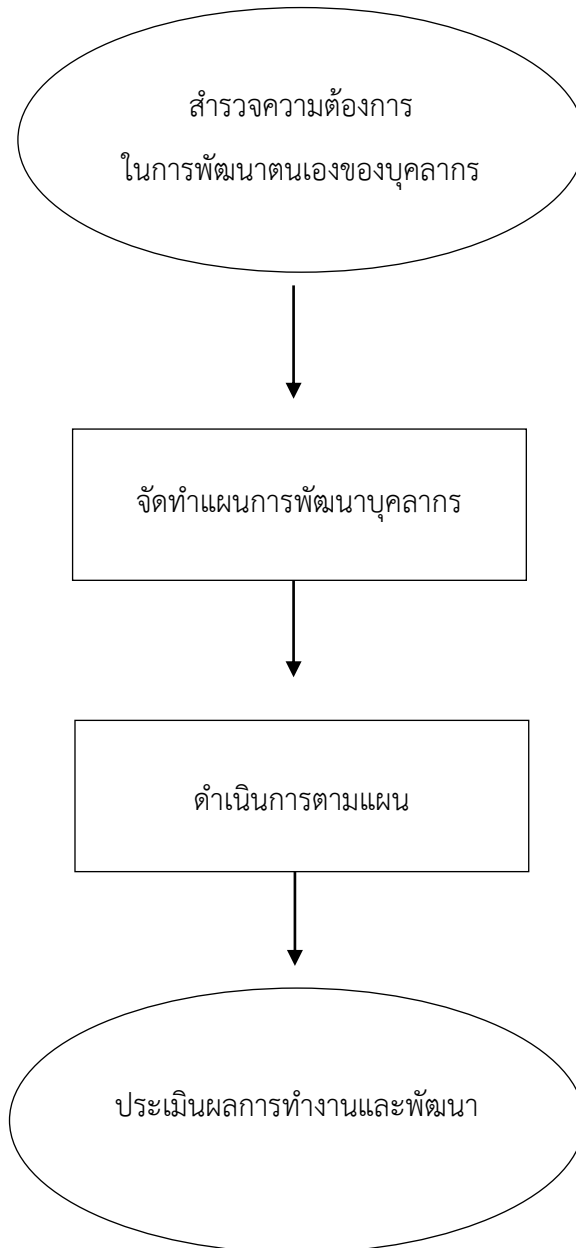 สำรวจความต้องการ
ในการพัฒนาตนเองของบุคลากร
จัดทำแผนการพัฒนาบุคลากร
ดำเนินการตามแผน
ประเมินผลการทำงานและพัฒนา